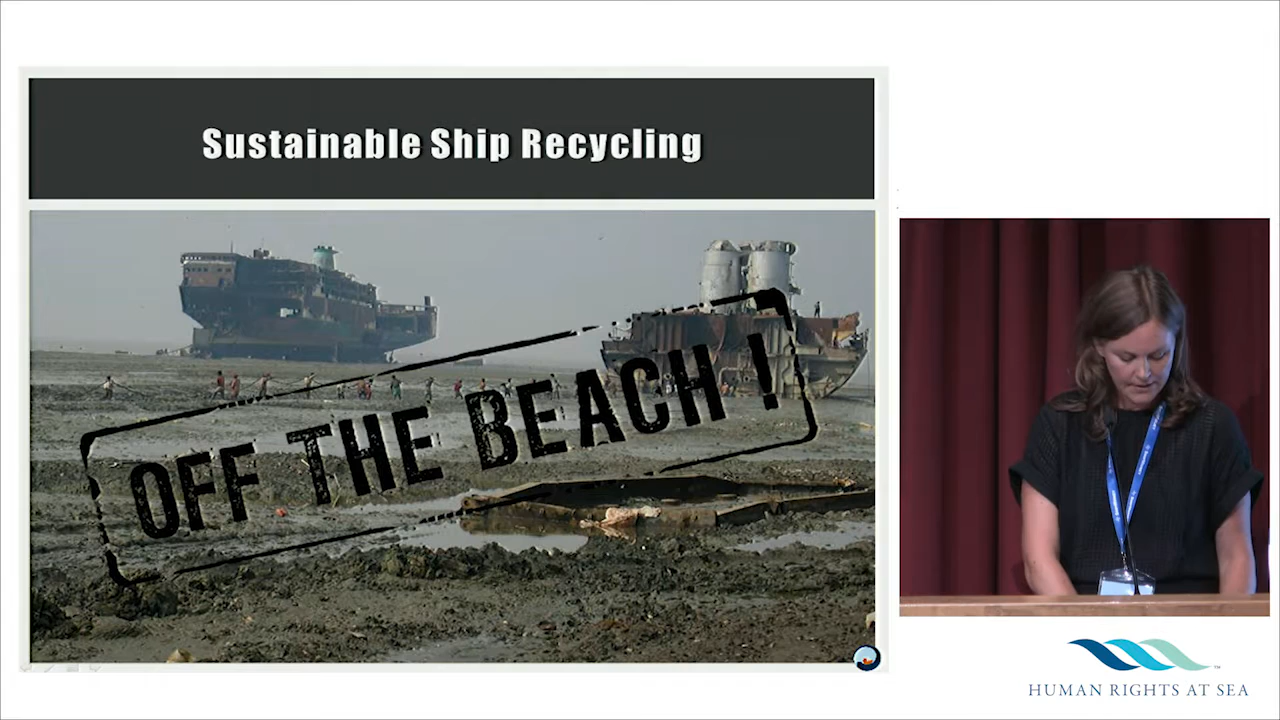 Sustainable Ship Recycling
OFF THE BEACH !
HUMAN RIGHTS AT SEA